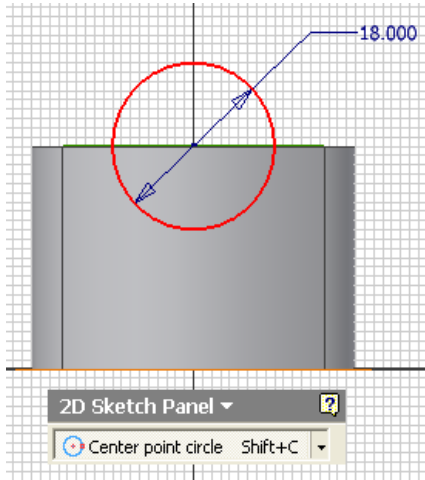 18.000
2D Sketch Panel
?
Center point circle Shift+C